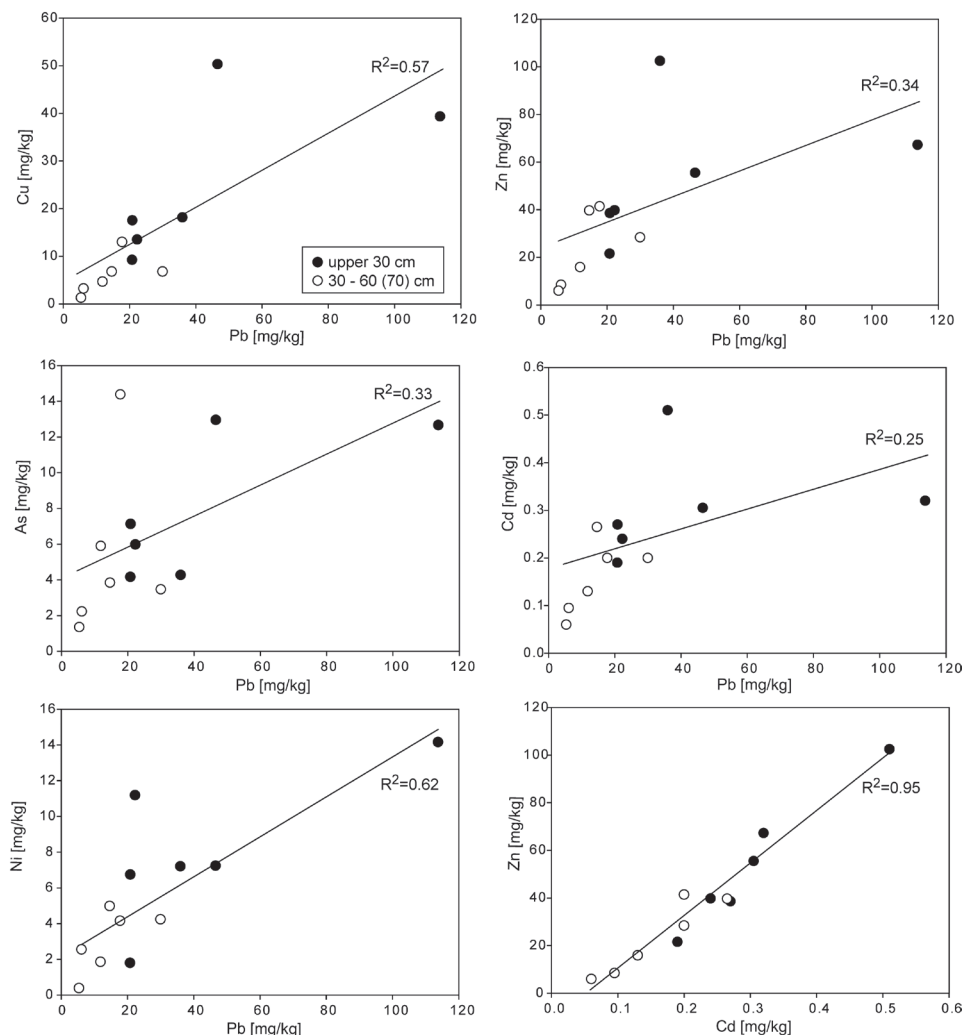 60
50
40
30
20
10
0
Cu [mg/kg]
R2=0.57
upper 30 cm
30 - 60 (70) cm
0 20 40 60 80 100 120
Pb [mg/kg]
120
100
80
60
40
20
0
Zn [mg/kg]
R2=0.34
0 20 40 60 80 100 120
Pb [mg/kg]
16
14
12
10
8
6
4
2
0
As [mg/kg]
R2=0.33
0 20 40 60 80 100 120
Pb [mg/kg]
0.6
0.5
0.4
0.3
0.2
0.1
0.0
Cd [mg/kg]
R2=0.25
0 20 40 60 80 100 120
Pb [mg/kg]
16
14
12
10
8
6
4
2
0
Ni [mg/kg]
R2=0.62
0 20 40 60 80 100 120
Pb [mg/kg]
120
100
80
60
40
20
0
Zn [mg/kg]
R2=0.95
0.0 0.1 0.2 0.3 0.4 0.5 0.6
Cd [mg/kg]